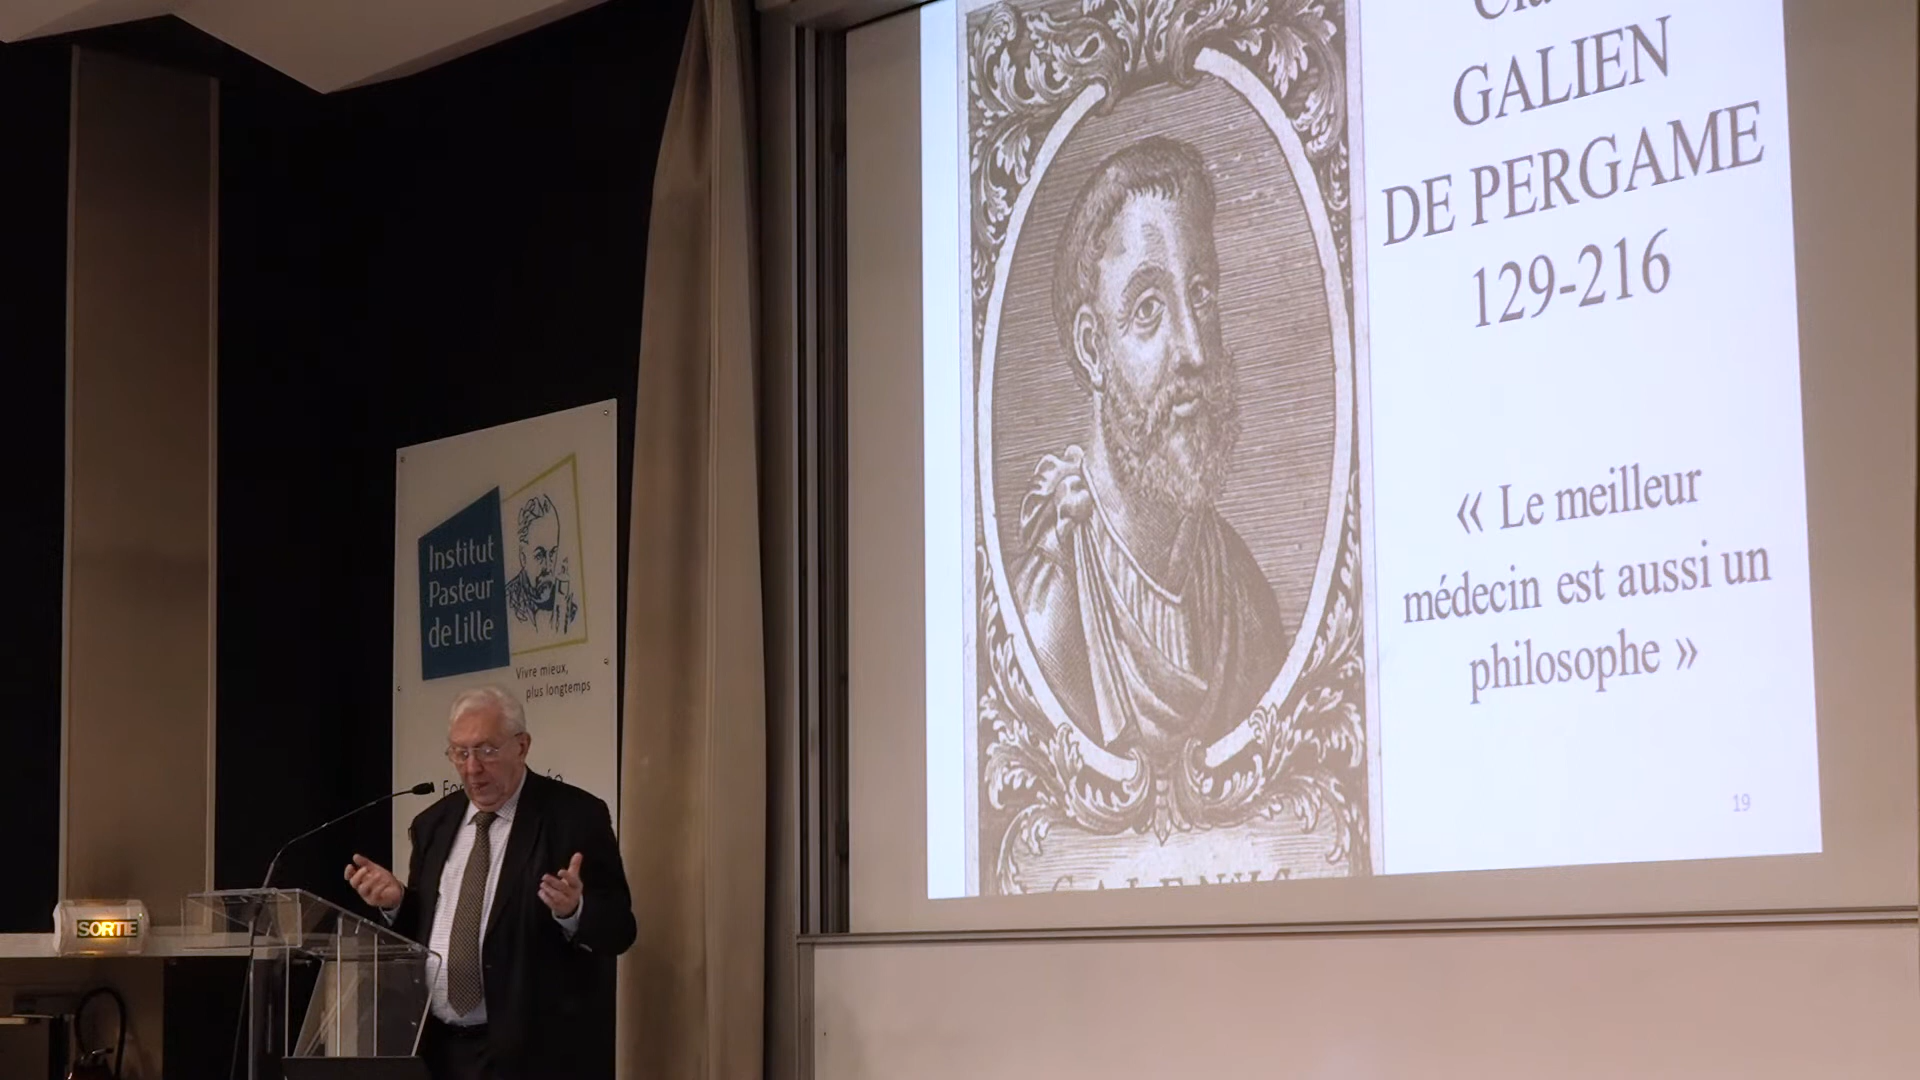 GALIEN
DE PERGAME
129-216
« Le meilleur
médecin est aussi un
philosophe »
19
Institut
Pasteur
de Lille
Vivre mieux,
plus longtemps
SORTIE